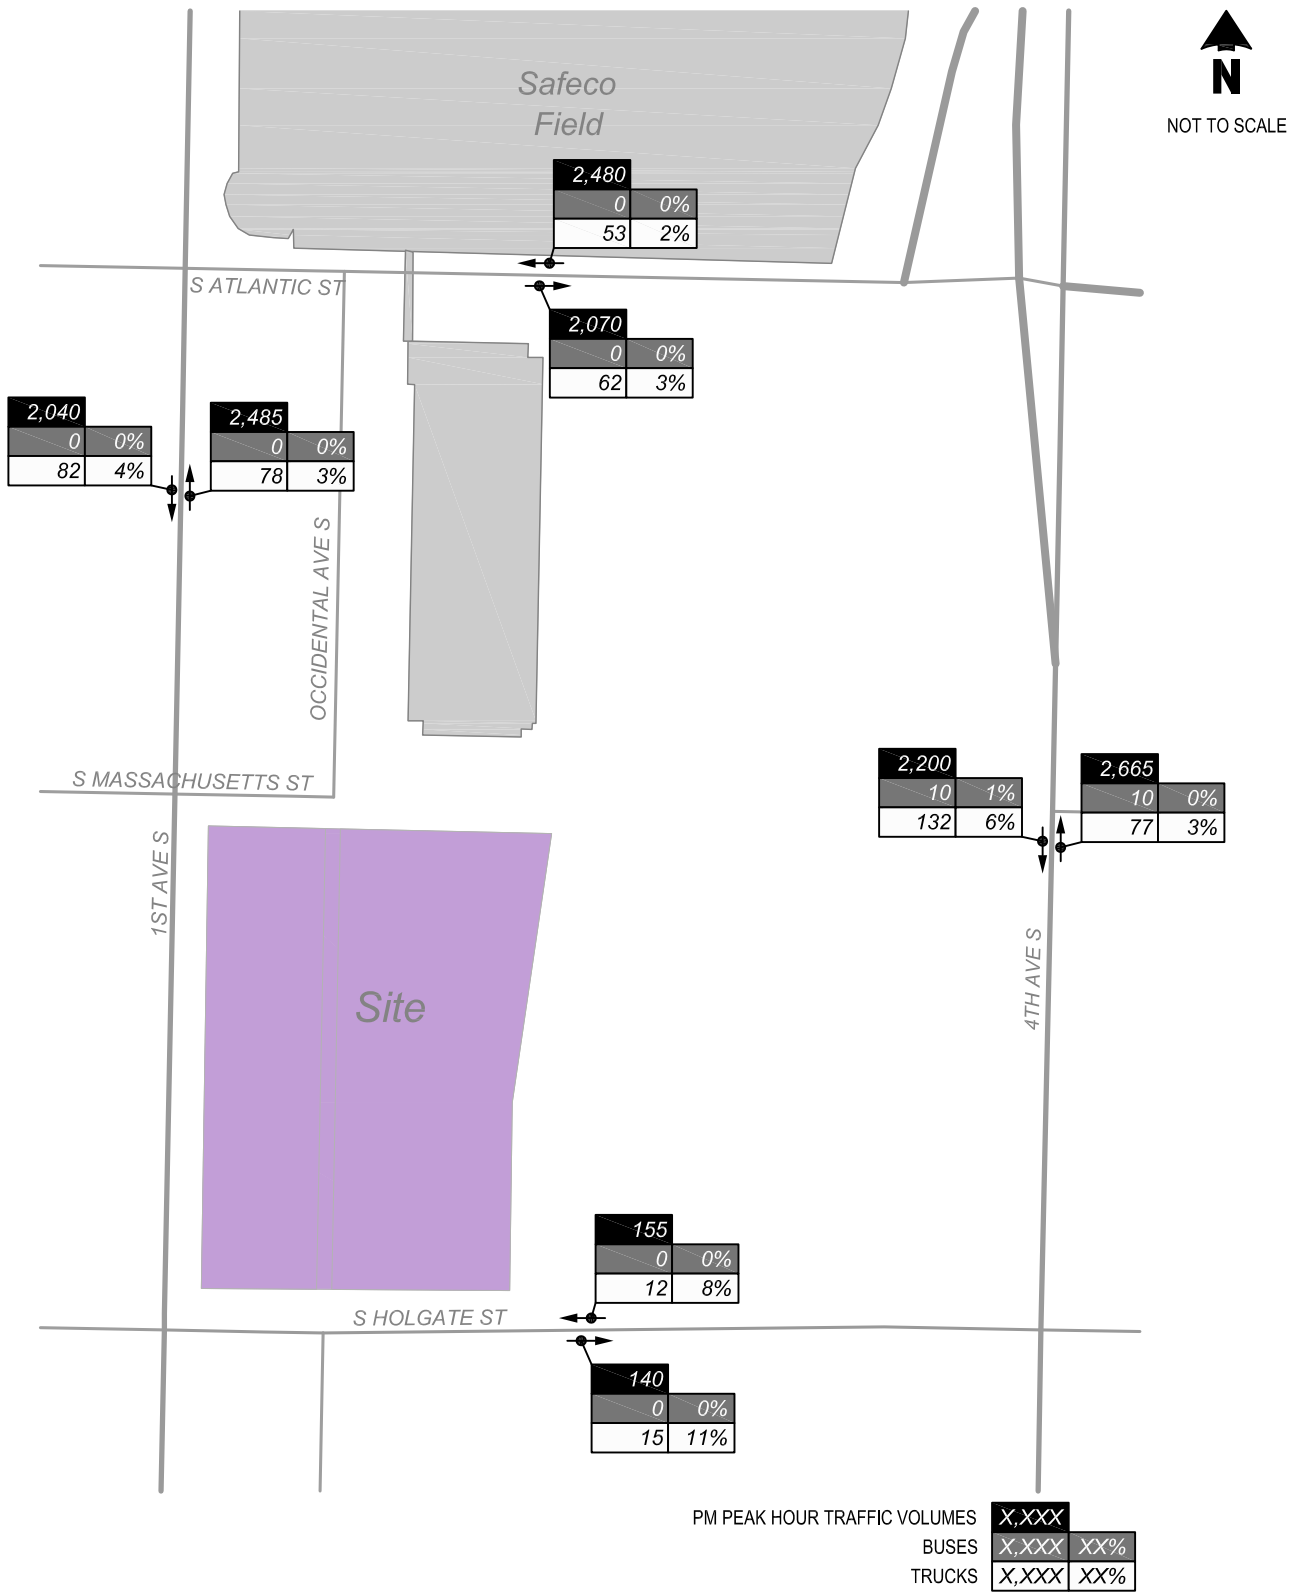 Safeco
Field
N
NOT TO SCALE
2,480
0 0%
53 2%
S ATLANTIC ST
2,070
0 0%
62 3%
2,040
0 0%
82 4%
2,485
0 0%
78 3%
OCCIDENTAL AVE S
S MASSACHUSETTS ST
2,200
10 1%
132 6%
2,665
10 0%
77 3%
1ST AVE S
4TH AVE S
Site
155
0 0%
12 8%
S HOLGATE ST
140
0 0%
15 11%
PM PEAK HOUR TRAFFIC VOLUMES X,XXX
BUSES X,XXX XX%
TRUCKS X,XXX XX%